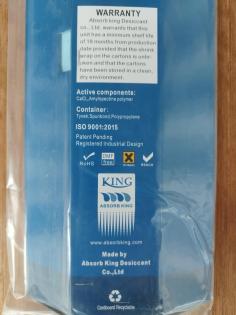 WARRANTY
Absorb king Desiccant
co., Ltd. warrants that this
unit has a minimum shelf life
of 18 months from production
date provided that the shrink
wrap on the cartons is unbr-
oken and that the cartons
have been stored in a clean,
dry environment.
Active components:
CaCl₂,Amylopectine polymer
Container:
Tyvek,Spunbond,Polypropylene
ISO 9001:2015
Patent Pending
Registered Industrial Design
RoHS
DMF
Free
REACH
KING
ABSORB KING
www.absorbking.com
Made by
Absorb King Desiccant
Co.,Ltd
Cardboard Recyclable